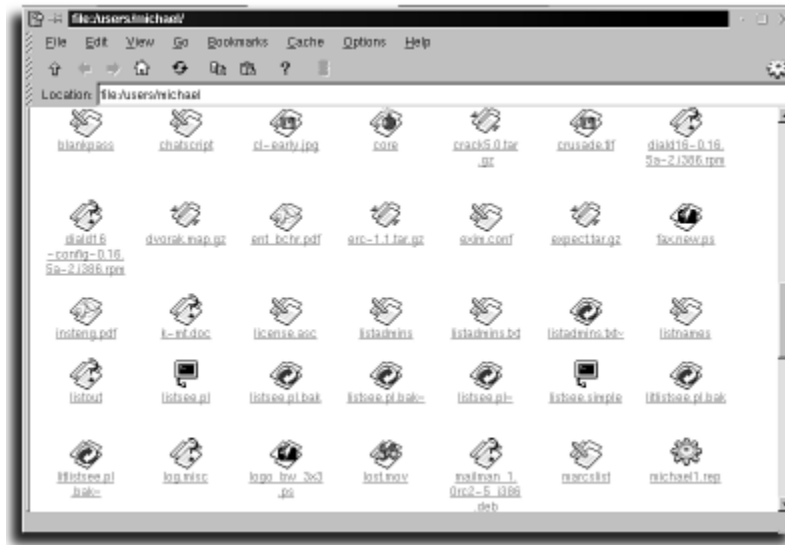 file:/users/michael/
File Edit View Go Bookmarks Cache Options Help
Location: file:/users/michael
blankpass chatscript cl-early.jpg core crack5.0.tar.gz crusade.tif diald16-0.16.5a-2.i386.rpm
diald16-config-0.16.5a-2.i386.rpm dvorak.map.gz ent_bchr.pdf erc-1.1.tar.gz exim.conf expect.tar.gz fax.new.ps
insteng.pdf k-mf.doc license.asc listadmins listadmins.txt listadmins.txt~ listnames
listout listsee.pl listsee.pl.bak listsee.pl.bak~ listsee.pl~ listsee.simple litlistsee.pl.bak
litlistsee.pl.bak~ log.misc logo_bw_3x3.ps lost.mov mailman_1.0rc2-5_i386.deb marcslist michael1.rep